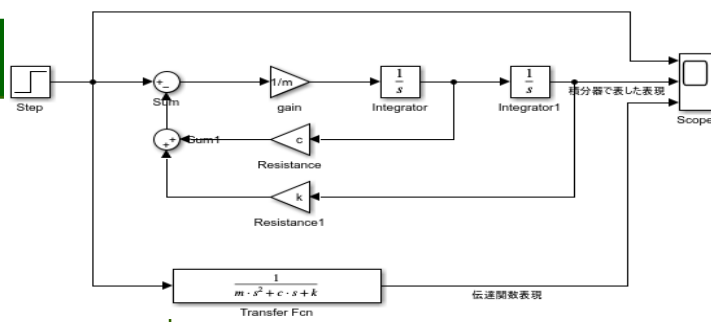 Step
+
−
Sum
1/m
gain
1
s
Integrator
1
s
Integrator1
積分器で表した表現
Scope
+
+
Sum1
c
Resistance
k
Resistance1
1
m · s² + c · s + k
Transfer Fcn
伝達関数表現